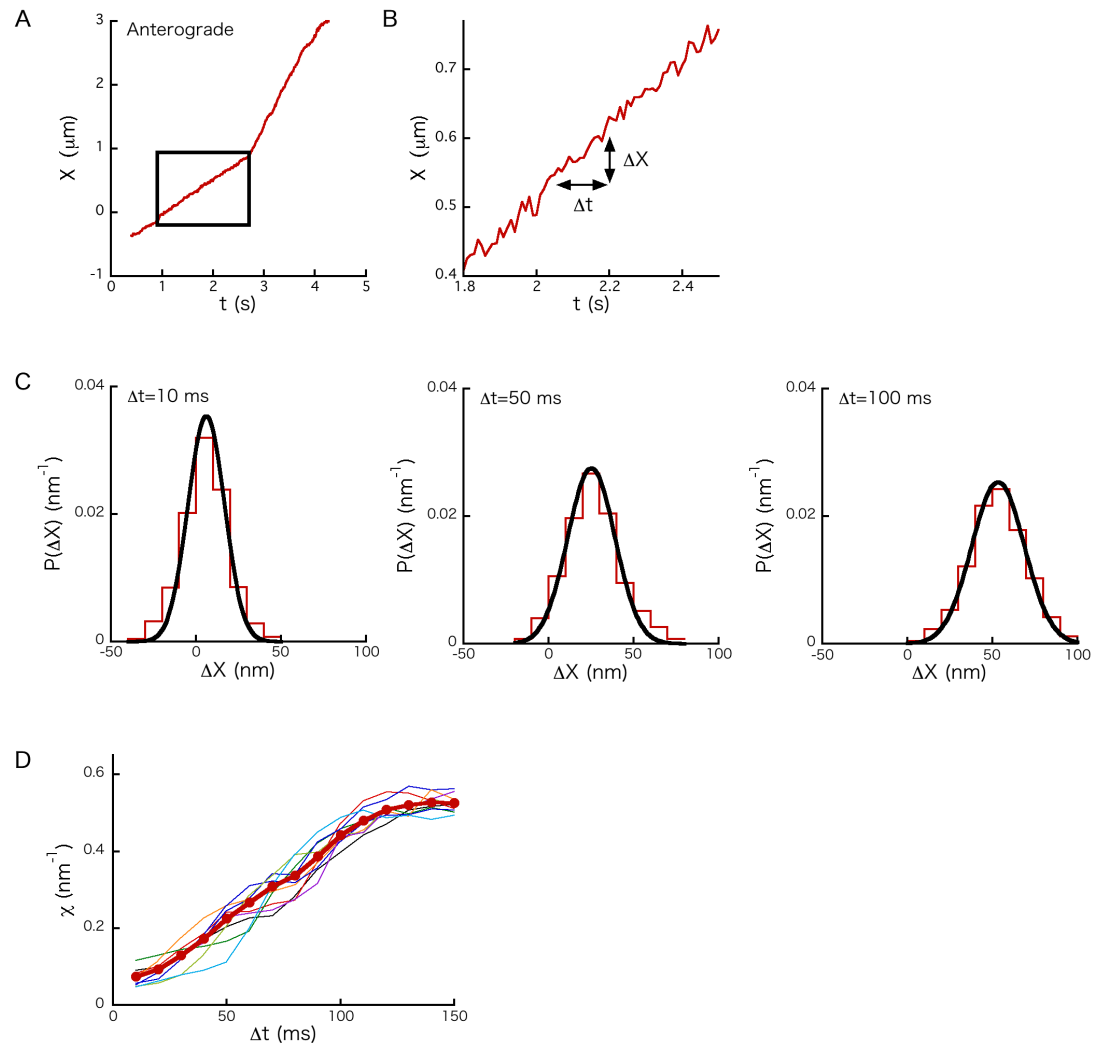 A
Anterograde
X (μm)
3
2
1
0
-1
0 1 2 3 4 5
t (s)
B
X (μm)
0.7
0.6
0.5
0.4
ΔX
Δt
1.8 2 2.2 2.4
t (s)
C
Δt=10 ms
P(ΔX) (nm⁻¹)
0.04
0.02
0
-50 0 50 100
ΔX (nm)
Δt=50 ms
P(ΔX) (nm⁻¹)
0.04
0.02
0
-50 0 50 100
ΔX (nm)
Δt=100 ms
P(ΔX) (nm⁻¹)
0.04
0.02
0
-50 0 50 100
ΔX (nm)
D
χ (nm⁻¹)
0.6
0.4
0.2
0
0 50 100 150
Δt (ms)